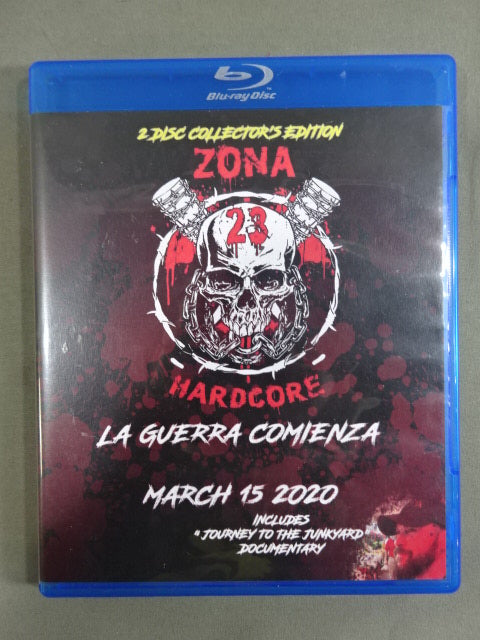 Blu-ray Disc
2 DISC COLLECTOR'S EDITION
ZONA
23
HARDCORE
LA GUERRA COMIENZA
MARCH 15 2020
INCLUDES
"JOURNEY TO THE JUNKYARD"
DOCUMENTARY